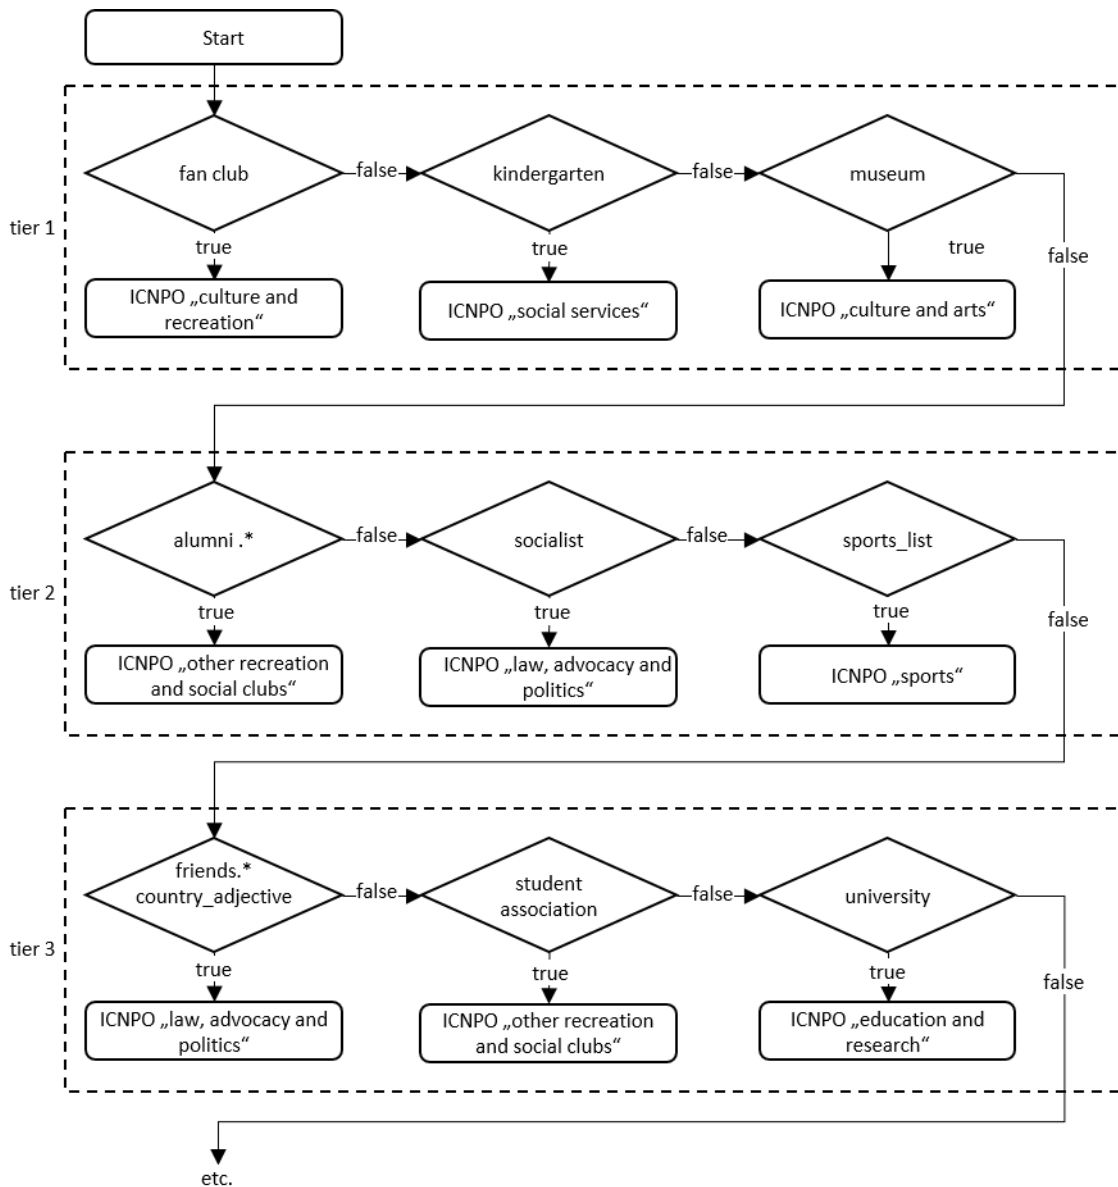 Start
fan club
false
kindergarten
false
museum
tier 1
true
true
true
false
ICNPO „culture and
recreation“
ICNPO „social services“
ICNPO „culture and arts“
alumni .*
false
socialist
false
sports_list
tier 2
true
true
true
false
ICNPO „other recreation
and social clubs“
ICNPO „law, advocacy and
politics“
ICNPO „sports“
friends.*
country_adjective
false
student
association
false
university
tier 3
true
true
true
false
ICNPO „law, advocacy and
politics“
ICNPO „other recreation
and social clubs“
ICNPO „education and
research“
etc.